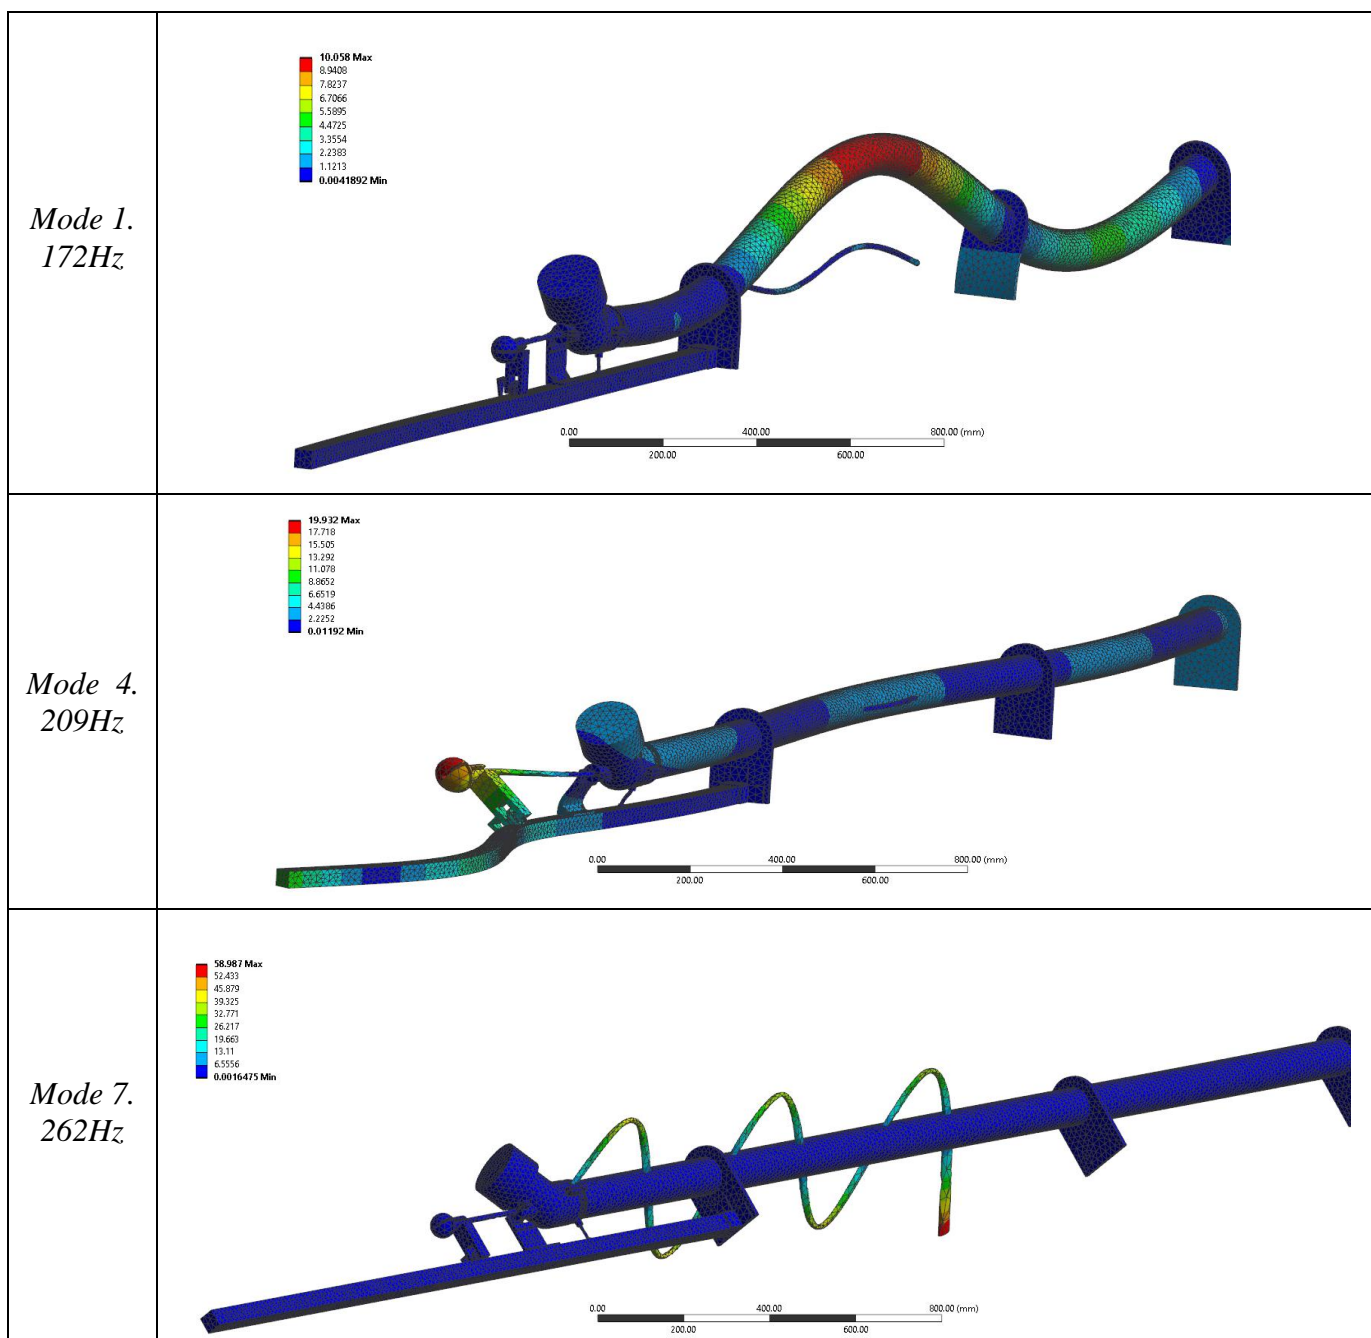 Mode 1.
172Hz
10.058 Max
8.9408
7.8237
6.7066
5.5895
4.4725
3.3554
2.2383
1.1213
0.0041892 Min
0.00
400.00
800.00 (mm)
200.00
600.00
Mode 4.
209Hz
19.932 Max
17.718
15.505
13.292
11.078
8.8652
6.6519
4.4386
2.2252
0.01192 Min
0.00
400.00
800.00 (mm)
200.00
600.00
Mode 7.
262Hz
58.987 Max
52.433
45.879
39.325
32.771
26.217
19.663
13.11
6.5556
0.0016475 Min
0.00
400.00
800.00 (mm)
200.00
600.00